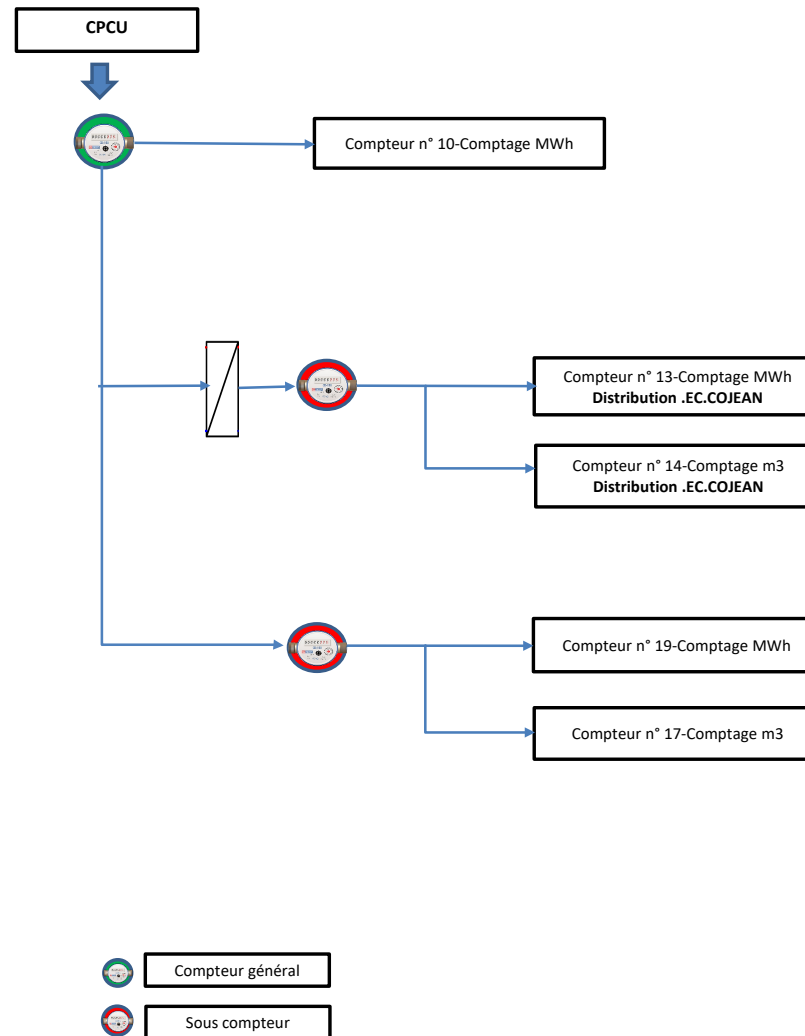 CPCU
Compteur n° 10-Comptage MWh
Compteur n° 13-Comptage MWh
Distribution .EC.COJEAN
Compteur n° 14-Comptage m3
Distribution .EC.COJEAN
Compteur n° 19-Comptage MWh
Compteur n° 17-Comptage m3
Compteur général
Sous compteur